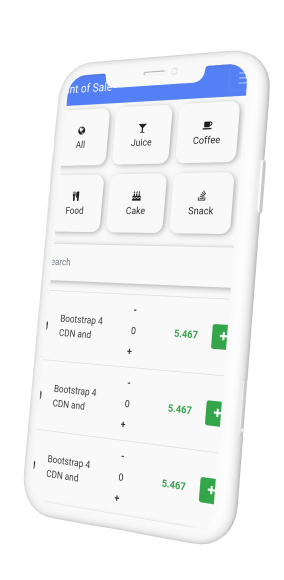 nt of Sale
All
Juice
Coffee
Food
Cake
Snack
earch
Bootstrap 4
CDN and
-
0
+
5.467
+
Bootstrap 4
CDN and
-
0
+
5.467
+
Bootstrap 4
CDN and
-
0
+
5.467
+